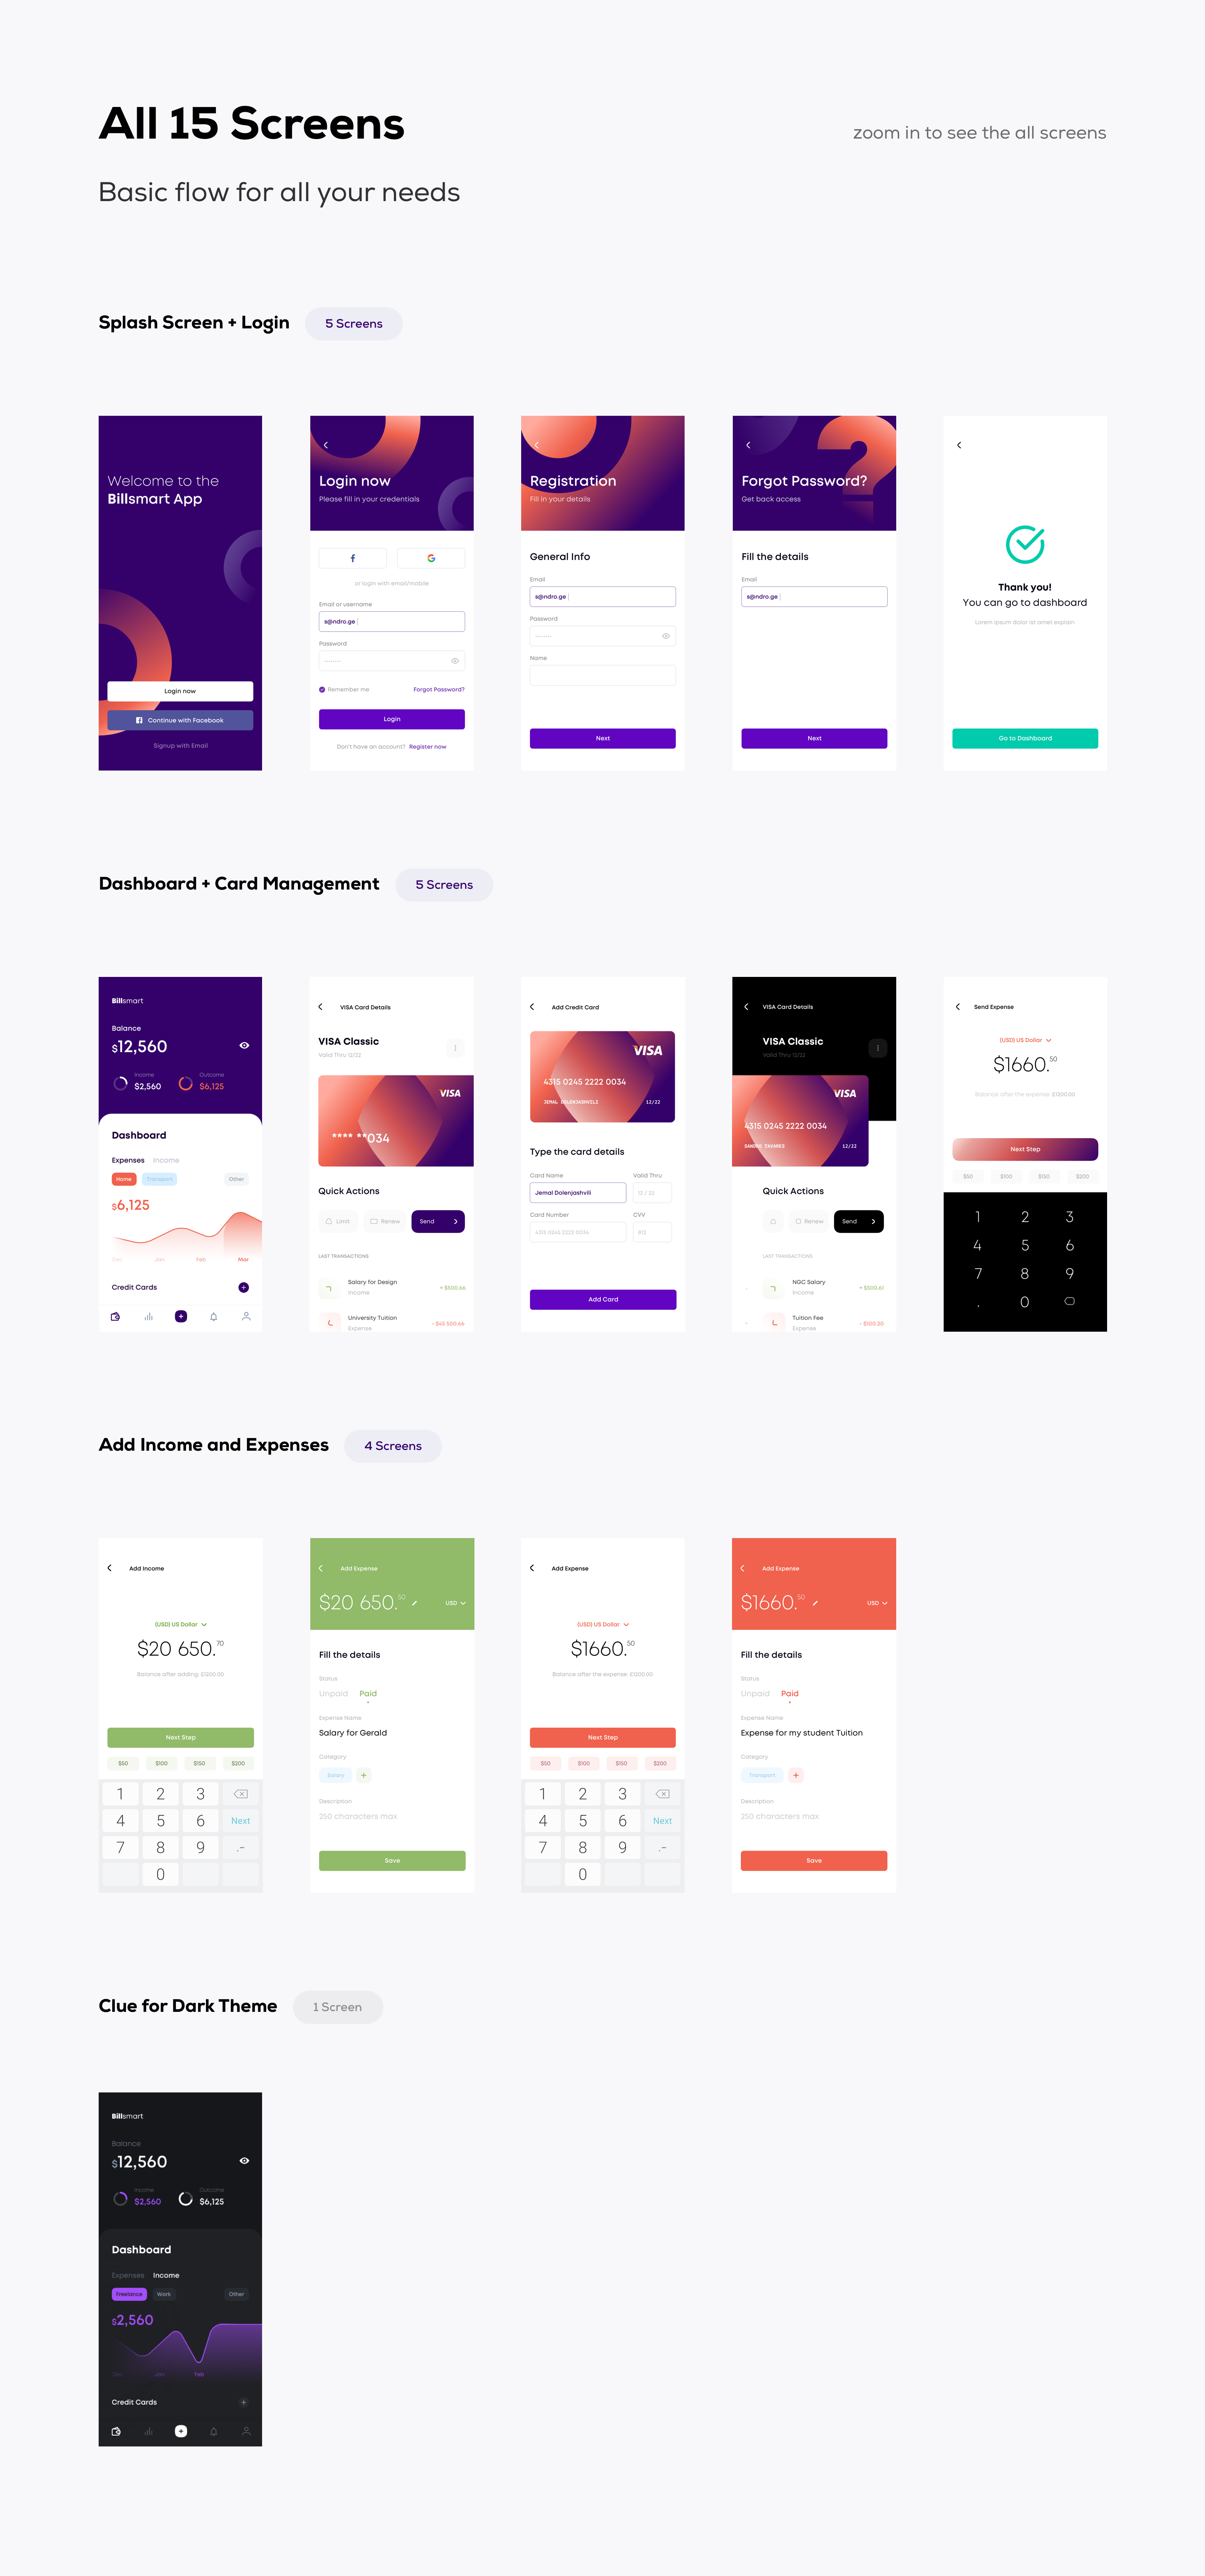 All 15 Screens
zoom in to see the all screens
Basic flow for all your needs
Splash Screen + Login
5 Screens
Welcome to the
Billsmart App
Login now
Continue with Facebook
Signup with Email
Login now
Please fill in your credentials
or login with email/mobile
Email or username
s@ndro.ge
Password
Remember me
Forgot Password?
Login
Don't have an account? Register now
Registration
Fill in your details
General Info
Email
s@ndro.ge
Password
Name
Next
Forgot Password?
Get back access
Fill the details
Email
s@ndro.ge
Next
Thank you!
You can go to dashboard
Lorem ipsum dolor ist amet explain
Go to Dashboard
Dashboard + Card Management
5 Screens
Billsmart
Balance
$12,560
Income
$2,560
Outcome
$6,125
Dashboard
Expenses Income
Home Transport Other
$6,125
Dec Jan Feb Mar
Credit Cards
VISA Card Details
VISA Classic
Valid Thru 12/22
VISA
**** **034
Quick Actions
Limit Renew Send
LAST TRANSACTIONS
Salary for Design
Income
+ $500.66
University Tuition
Expense
- $45 500.66
Add Credit Card
VISA
4315 0245 2222 0034
JEMAL DOLENJASHVILI 12/22
Type the card details
Card Name Valid Thru
Jemal Dolenjashvili 12 / 22
Card Number CVV
4315 0245 2222 0034 912
Add Card
VISA Card Details
VISA Classic
Valid Thru 12/22
VISA
4315 0245 2222 0034
SANDRO TAVARES 12/22
Quick Actions
Renew Send
LAST TRANSACTIONS
NGC Salary
Income
+ $500.61
Tuition Fee
Expense
- $100.20
Send Expense
(USD) US Dollar
$1660.50
Balance after the expense: £1200.00
Next Step
$50 $100 $150 $200
1 2 3
4 5 6
7 8 9
. 0
Add Income and Expenses
4 Screens
Add Income
(USD) US Dollar
$20 650.70
Balance after adding: £1200.00
Next Step
$50 $100 $150 $200
1 2 3
4 5 6 Next
7 8 9 .-
0
Add Expense
$20 650.50
USD
Fill the details
Status
Unpaid Paid
Expense Name
Salary for Gerald
Category
Salary +
Description
250 characters max
Save
Add Expense
(USD) US Dollar
$1660.50
Balance after the expense: £1200.00
Next Step
$50 $100 $150 $200
1 2 3
4 5 6 Next
7 8 9 .-
0
Add Expense
$1660.50
USD
Fill the details
Status
Unpaid Paid
Expense Name
Expense for my student Tuition
Category
Transport +
Description
250 characters max
Save
Clue for Dark Theme
1 Screen
Billsmart
Balance
$12,560
Income
$2,560
Outcome
$6,125
Dashboard
Expenses Income
Freelance Work Other
$2,560
Dec Jan Feb
Credit Cards